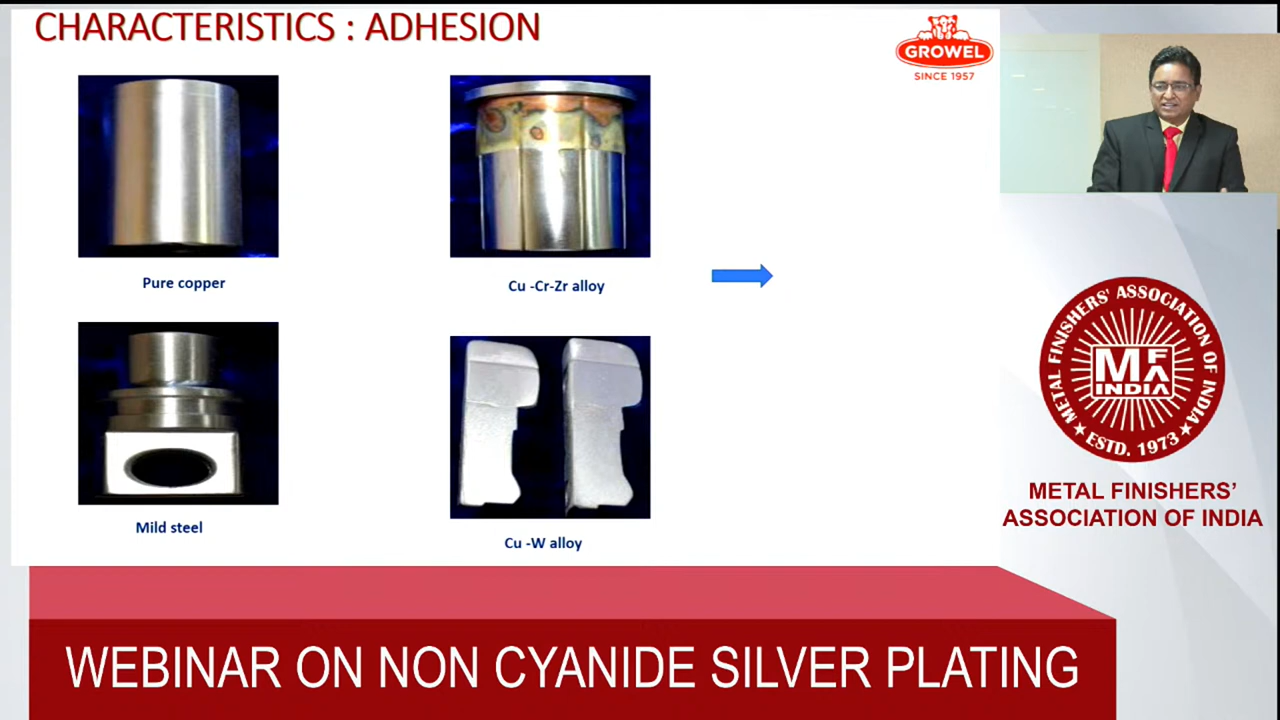 CHARACTERISTICS : ADHESION
GROWEL
SINCE 1957
Pure copper
Cu -Cr-Zr alloy
Mild steel
Cu -W alloy
METAL FINISHERS' ASSOCIATION OF INDIA
MFA
INDIA
★ ESTD. 1973 ★
METAL FINISHERS’
ASSOCIATION OF INDIA
WEBINAR ON NON CYANIDE SILVER PLATING